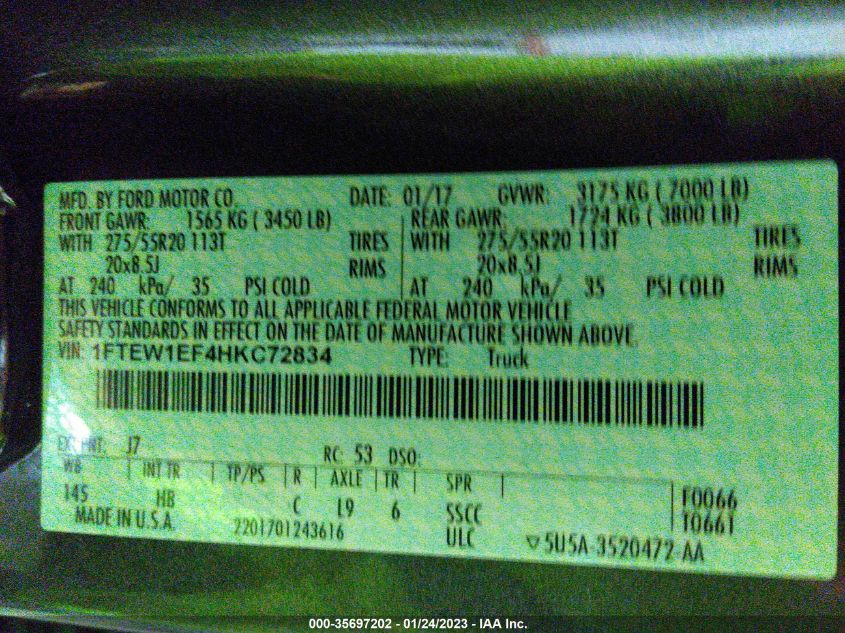 MFD. BY FORD MOTOR CO. DATE: 01/17 GVWR: 3175 KG ( 7000 LB)
FRONT GAWR: 1565 KG ( 3450 LB) REAR GAWR: 1724 KG ( 3800 LB)
WITH 275/55R20 113T TIRES WITH 275/55R20 113T TIRES
20x8.5J RIMS 20x8.5J RIMS
AT 240 kPa/ 35 PSI COLD AT 240 kPa/ 35 PSI COLD
THIS VEHICLE CONFORMS TO ALL APPLICABLE FEDERAL MOTOR VEHICLE
SAFETY STANDARDS IN EFFECT ON THE DATE OF MANUFACTURE SHOWN ABOVE.
VIN: 1FTEW1EF4HKC72834 TYPE: Truck
EXT PNT: J7 RC: 53 DSO:
WB INT TR TP/PS R AXLE TR SPR
145 HB C L9 6 SSCC F0066
T0661
MADE IN U.S.A. 2201701243616 ULC ▽5U5A-3520472-AA
000-35697202 - 01/24/2023 - IAA Inc.